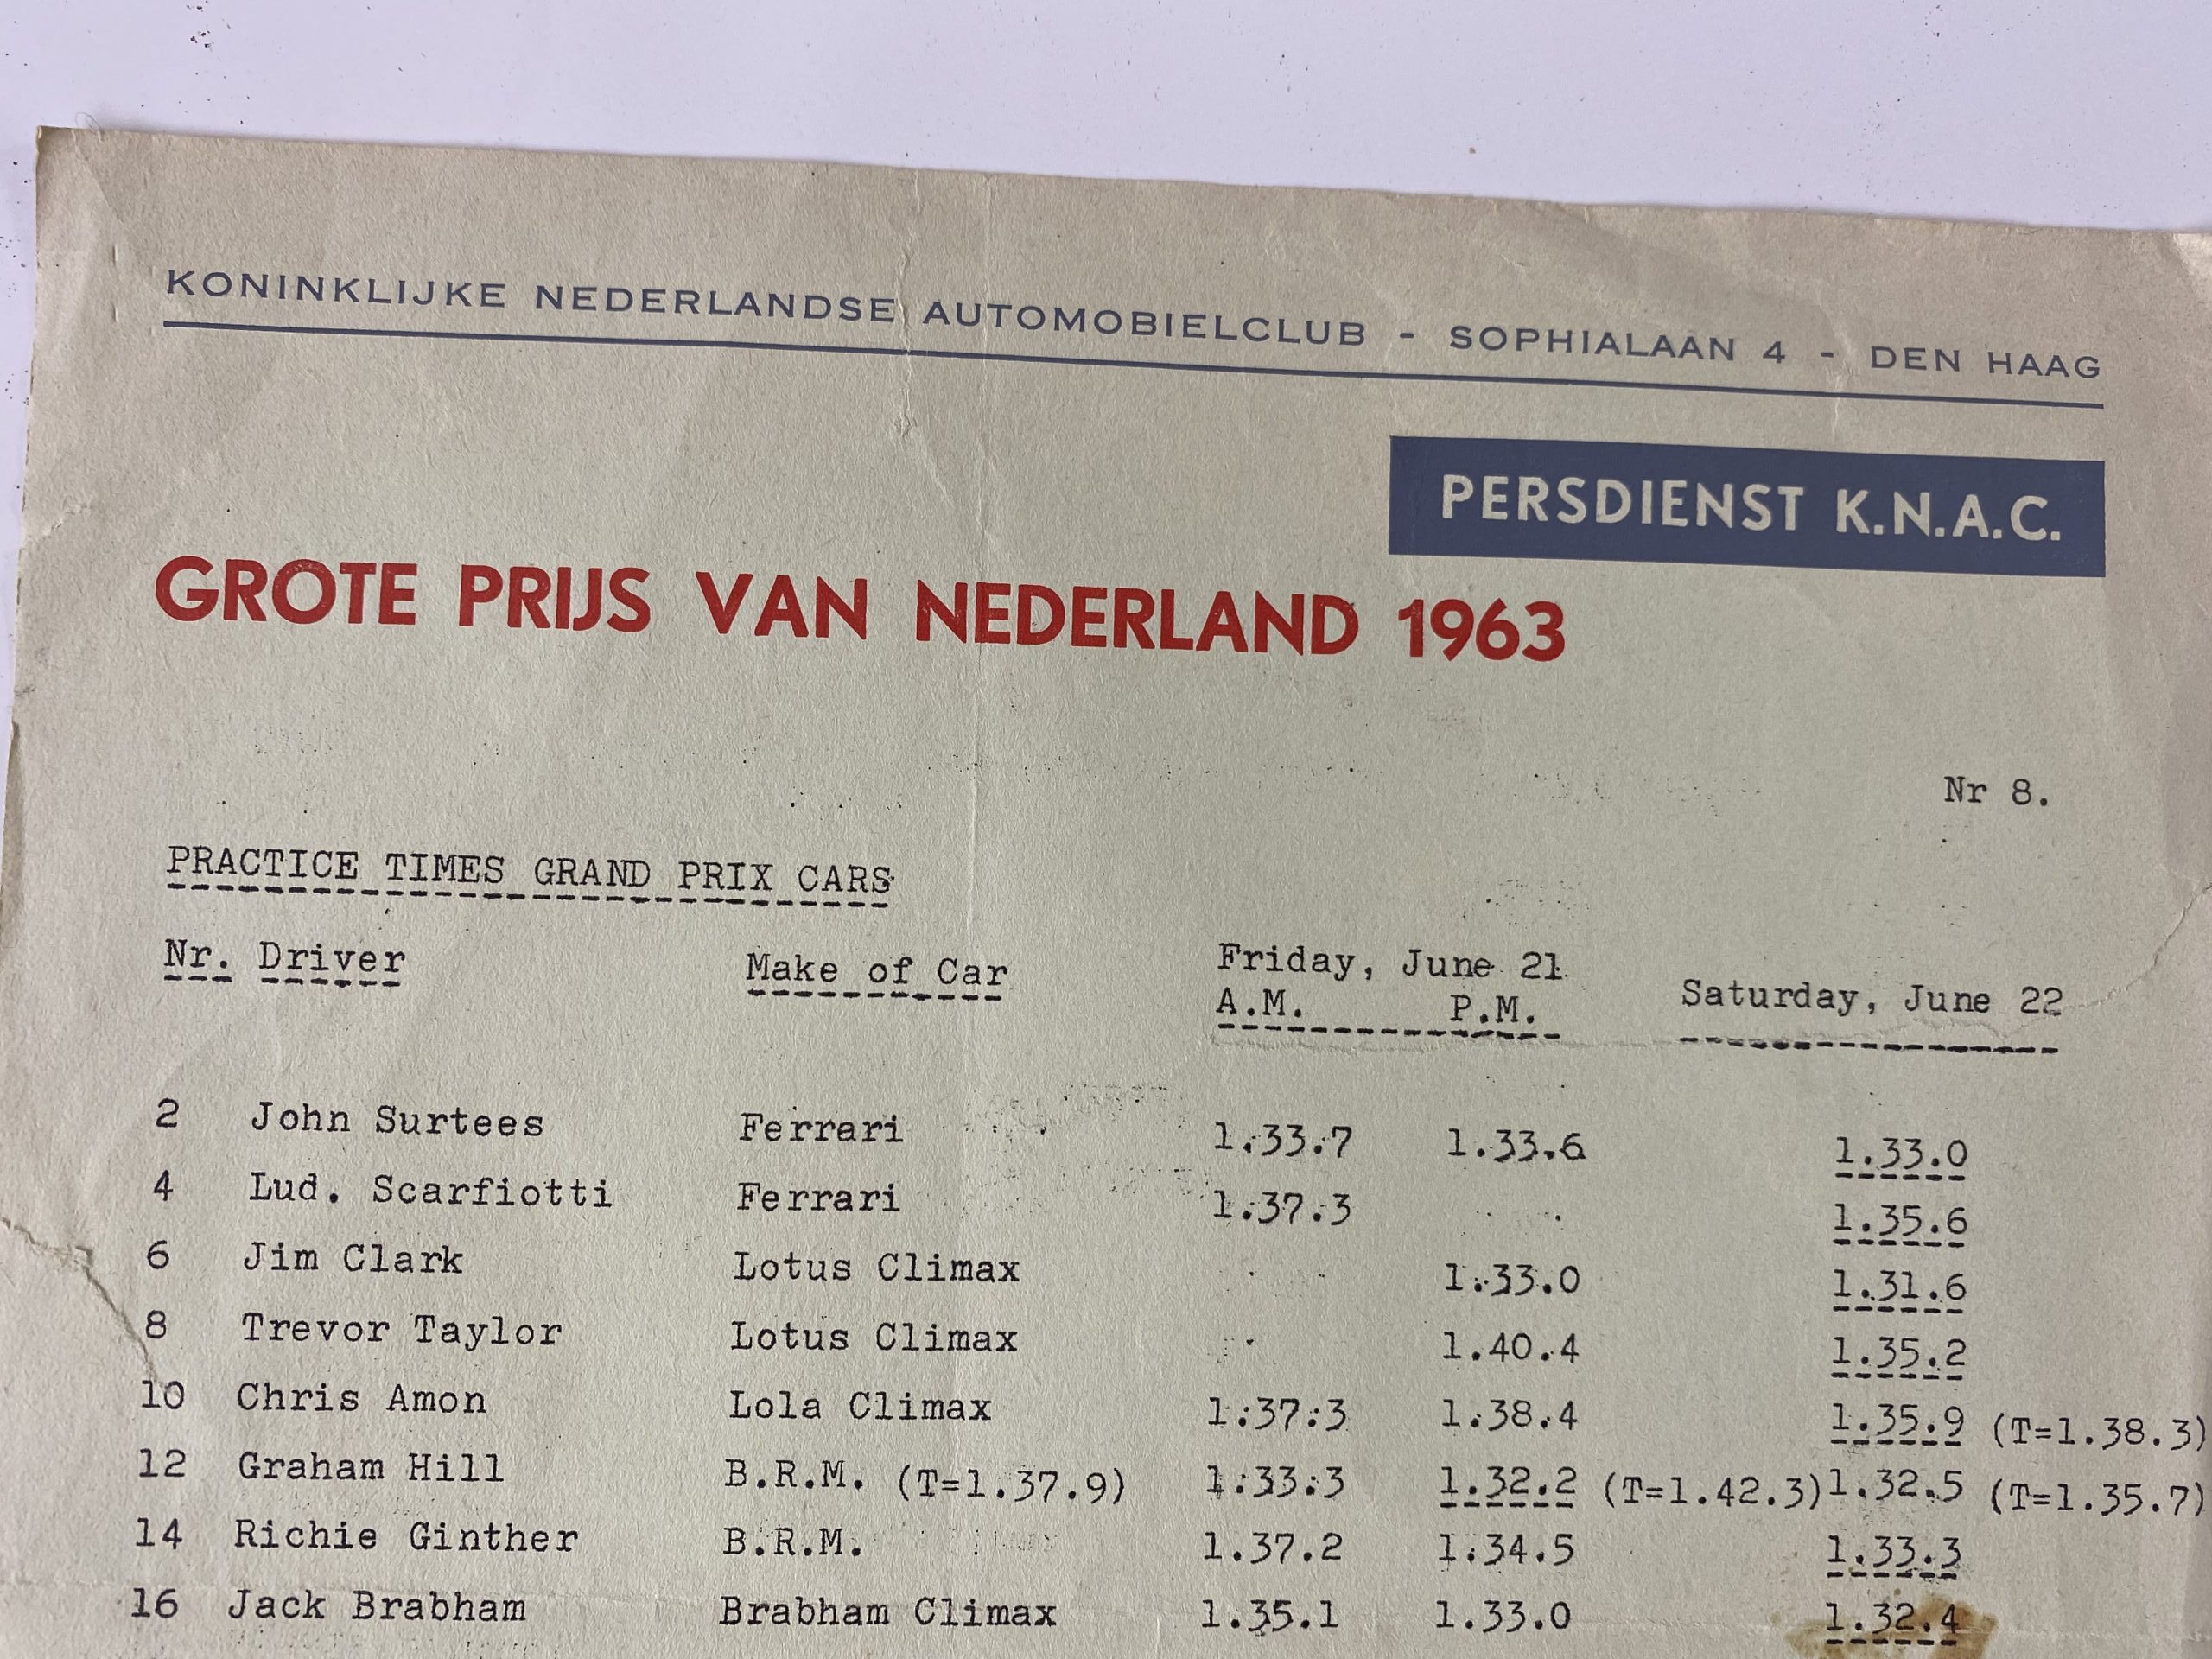 KONINKLIJKE NEDERLANDSE AUTOMOBIELCLUB - SOPHIALAAN 4 - DEN HAAG
PERSDIENST K.N.A.C.
GROTE PRIJS VAN NEDERLAND 1963
Nr 8.
PRACTICE TIMES GRAND PRIX CARS
Nr. Driver Make of Car Friday, June 21 Saturday, June 22
A.M. P.M.
2 John Surtees Ferrari 1.33.7 1.33.6 1.33.0
4 Lud. Scarfiotti Ferrari 1.37.3 1.35.6
6 Jim Clark Lotus Climax 1.33.0 1.31.6
8 Trevor Taylor Lotus Climax 1.40.4 1.35.2
10 Chris Amon Lola Climax 1.37.3 1.38.4 1.35.9 (T=1.38.3)
12 Graham Hill B.R.M. (T=1.37.9) 1.33.3 1.32.2 (T=1.42.3) 1.32.5 (T=1.35.7)
14 Richie Ginther B.R.M. 1.37.2 1.34.5 1.33.3
16 Jack Brabham Brabham Climax 1.35.1 1.33.0 1.32.4